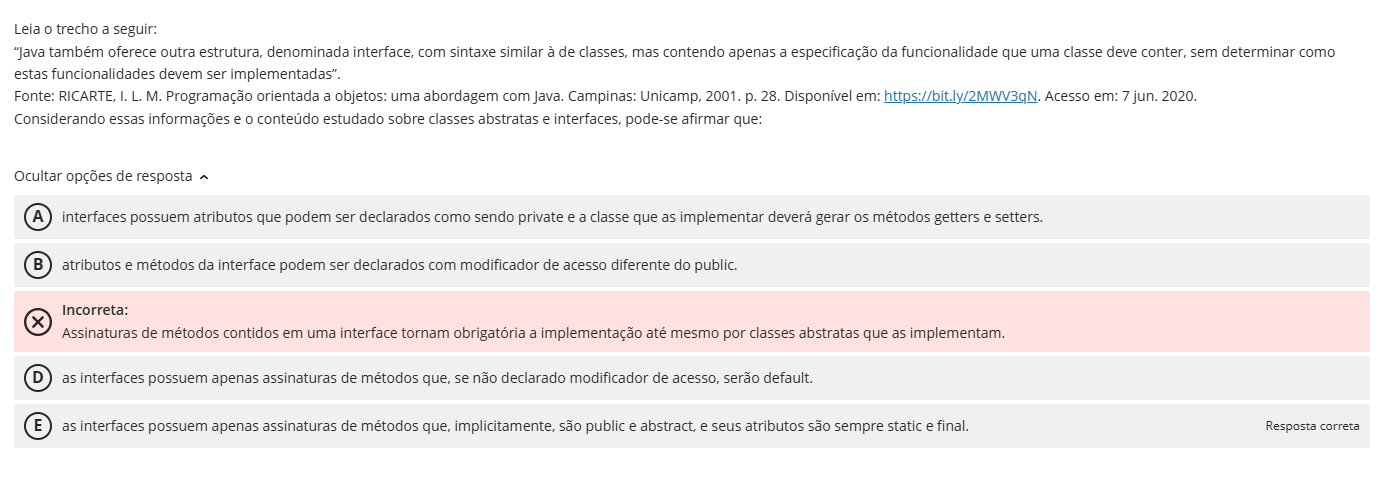 Leia o trecho a seguir:
“Java também oferece outra estrutura, denominada interface, com sintaxe similar à de classes, mas contendo apenas a especificação da funcionalidade que uma classe deve conter, sem determinar como
estas funcionalidades devem ser implementadas”.
Fonte: RICARTE, I. L. M. Programação orientada a objetos: uma abordagem com Java. Campinas: Unicamp, 2001. p. 28. Disponível em: https://bit.ly/2MWV3qN. Acesso em: 7 jun. 2020.
Considerando essas informações e o conteúdo estudado sobre classes abstratas e interfaces, pode-se afirmar que:
Ocultar opções de resposta
A interfaces possuem atributos que podem ser declarados como sendo private e a classe que as implementar deverá gerar os métodos getters e setters.
B atributos e métodos da interface podem ser declarados com modificador de acesso diferente do public.
Incorreta:
Assinaturas de métodos contidos em uma interface tornam obrigatória a implementação até mesmo por classes abstratas que as implementam.
D as interfaces possuem apenas assinaturas de métodos que, se não declarado modificador de acesso, serão default.
E as interfaces possuem apenas assinaturas de métodos que, implicitamente, são public e abstract, e seus atributos são sempre static e final. Resposta correta